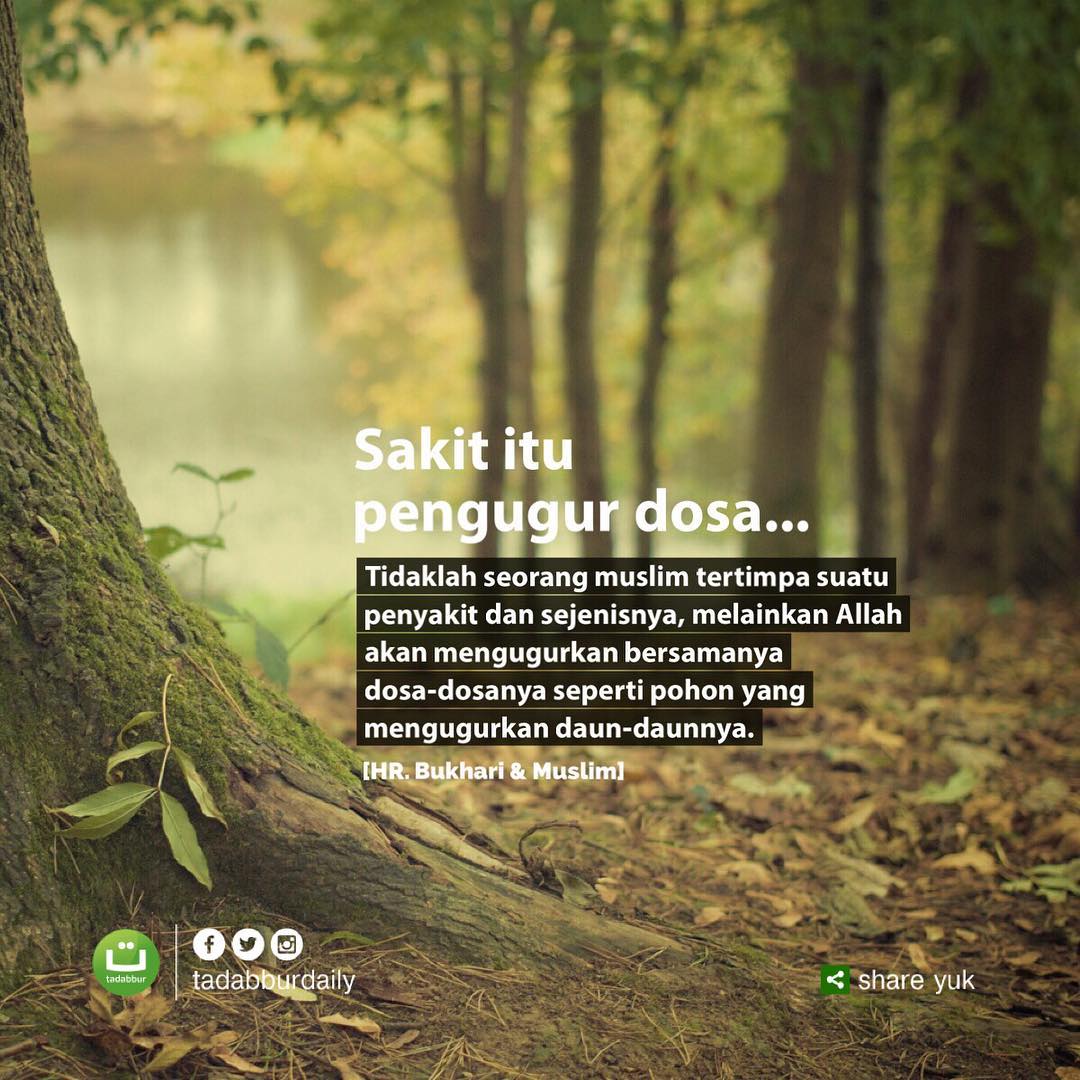 Sakit itu
pengugur dosa...
Tidaklah seorang muslim tertimpa suatu
penyakit dan sejenisnya, melainkan Allah
akan mengugurkan bersamanya
dosa-dosanya seperti pohon yang
mengugurkan daun-daunnya.
[HR. Bukhari & Muslim]
tadabbur
tadabburdaily
share yuk